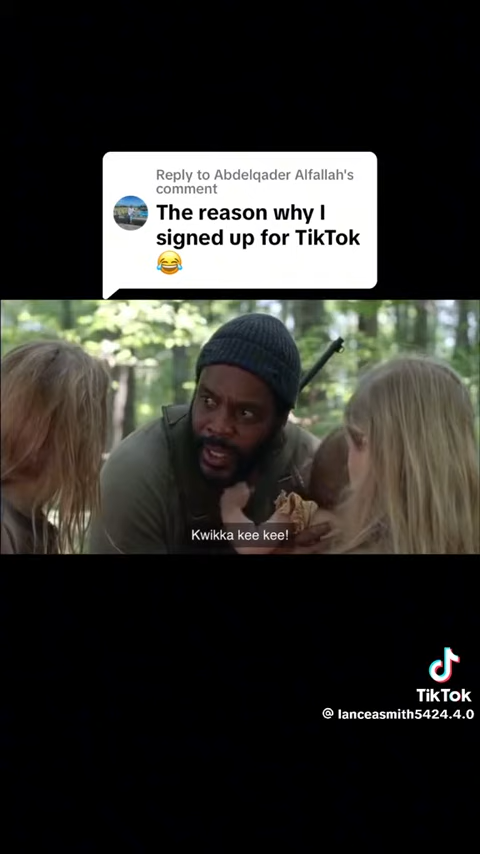 Reply to Abdelqader Alfallah's
comment
The reason why I
signed up for TikTok
😂
Kwikka kee kee!
TikTok
@ lanceasmith5424.4.0